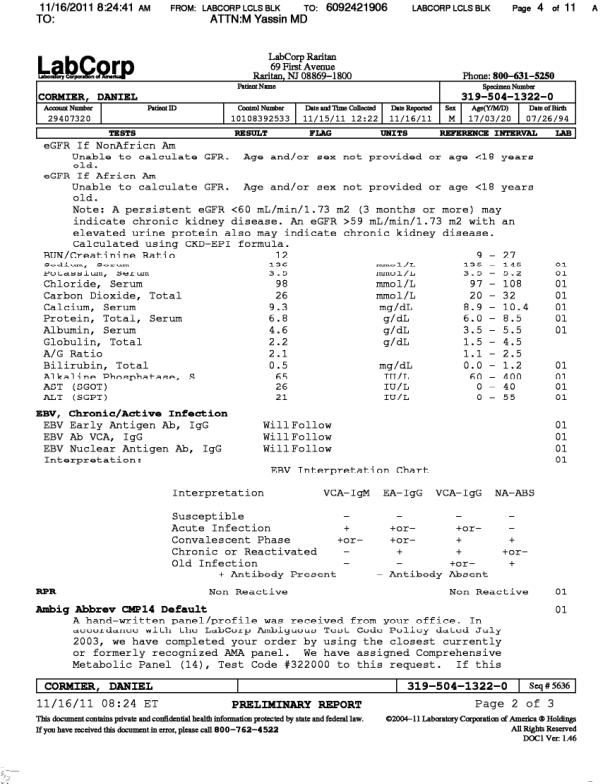 11/16/2011 8:24:41 AM FROM: LABCORP LCLS BLK TO: 6092421906 LABCORP LCLS BLK Page 4 of 11 A
TO: ATTN:M Yassin MD
LabCorp
Laboratory Corporation of America
LabCorp Raritan
69 First Avenue
Raritan, NJ 08869-1800
Phone: 800-631-5250
Patient Name Specimen Number
CORMIER, DANIEL 319-504-1322-0
Account Number Patient ID Control Number Date and Time Collected Date Reported Sex Age(Y/M/D) Date of Birth
29407320 10108392533 11/15/11 12:22 11/16/11 M 17/03/20 07/26/94
TESTS RESULT FLAG UNITS REFERENCE INTERVAL LAB
eGFR If NonAfricn Am
Unable to calculate GFR. Age and/or sex not provided or age <18 years
old.
eGFR If Africn Am
Unable to calculate GFR. Age and/or sex not provided or age <18 years
old.
Note: A persistent eGFR <60 mL/min/1.73 m2 (3 months or more) may
indicate chronic kidney disease. An eGFR >59 mL/min/1.73 m2 with an
elevated urine protein also may indicate chronic kidney disease.
Calculated using CKD-EPI formula.
BUN/Creatinine Ratio 12 9 - 27
Sodium, Serum 136 mmol/L 135 - 145 01
Potassium, Serum 3.5 mmol/L 3.5 - 5.2 01
Chloride, Serum 98 mmol/L 97 - 108 01
Carbon Dioxide, Total 26 mmol/L 20 - 32 01
Calcium, Serum 9.3 mg/dL 8.9 - 10.4 01
Protein, Total, Serum 6.8 g/dL 6.0 - 8.5 01
Albumin, Serum 4.6 g/dL 3.5 - 5.5 01
Globulin, Total 2.2 g/dL 1.5 - 4.5
A/G Ratio 2.1 1.1 - 2.5
Bilirubin, Total 0.5 mg/dL 0.0 - 1.2 01
Alkaline Phosphatase, S 65 IU/L 60 - 400 01
AST (SGOT) 26 IU/L 0 - 40 01
ALT (SGPT) 21 IU/L 0 - 55 01
EBV, Chronic/Active Infection
EBV Early Antigen Ab, IgG Will Follow 01
EBV Ab VCA, IgG Will Follow 01
EBV Nuclear Antigen Ab, IgG Will Follow 01
Interpretation: 01
EBV Interpretation Chart
Interpretation VCA-IgM EA-IgG VCA-IgG NA-ABS
Susceptible - - - -
Acute Infection + +or- +or- -
Convalescent Phase +or- +or- + +
Chronic or Reactivated - + + +or-
Old Infection - - +or- +
+ Antibody Present - Antibody Absent
RPR Non Reactive Non Reactive 01
Ambig Abbrev CMP14 Default 01
A hand-written panel/profile was received from your office. In
accordance with the LabCorp Ambiguous Test Code Policy dated July
2003, we have completed your order by using the closest currently
or formerly recognized AMA panel. We have assigned Comprehensive
Metabolic Panel (14), Test Code #322000 to this request. If this
CORMIER, DANIEL 319-504-1322-0 Seq # 5636
11/16/11 08:24 ET PRELIMINARY REPORT Page 2 of 3
This document contains private and confidential health information protected by state and federal law.
If you have received this document in error, please call 800-762-4522
©2004-11 Laboratory Corporation of America ® Holdings
All Rights Reserved
DOC1 Ver: 1.46